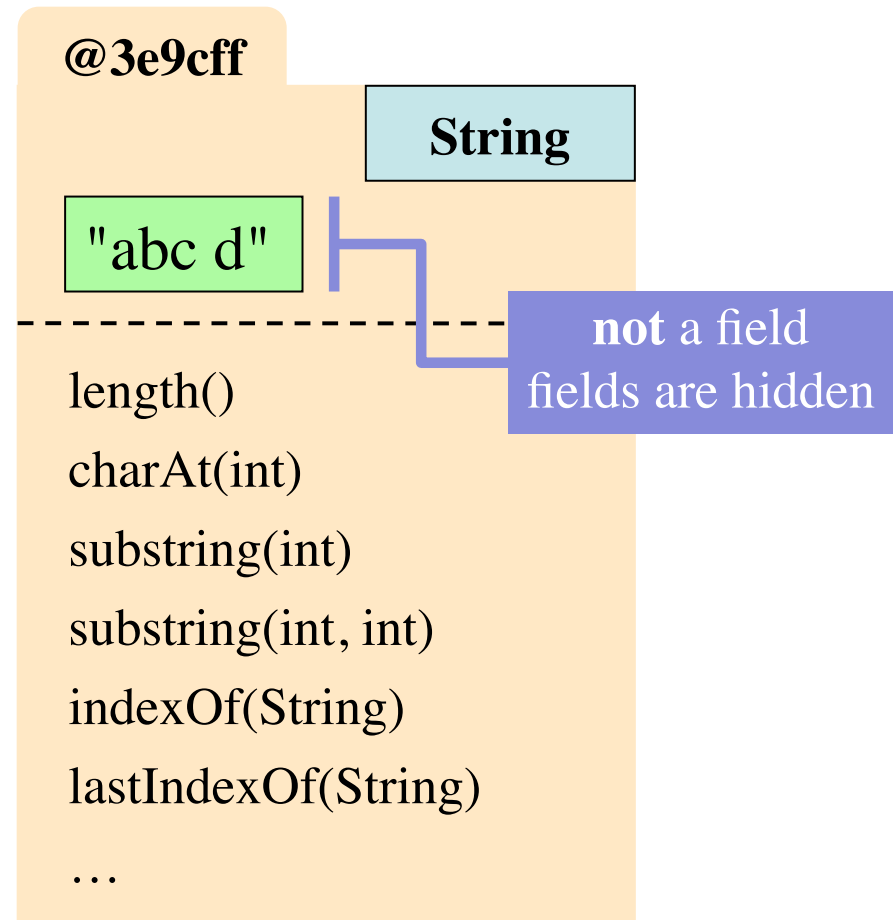 @3e9cff
String
"abc d"
not a field
fields are hidden
length()
charAt(int)
substring(int)
substring(int, int)
indexOf(String)
lastIndexOf(String)
…